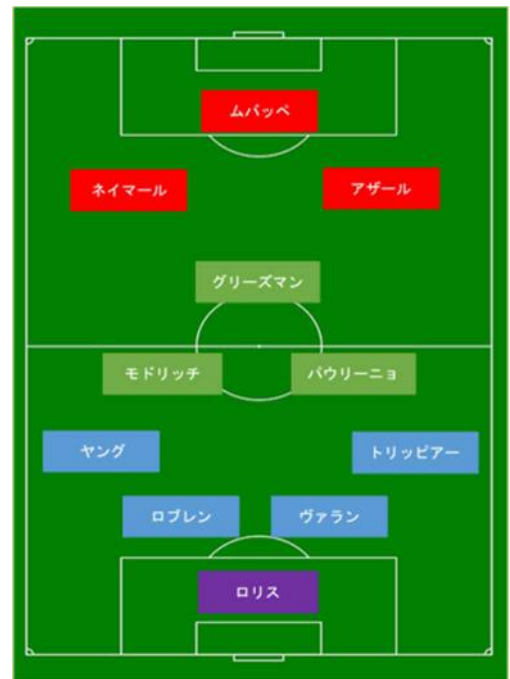 ムバッペ
ネイマール
アザール
グリーズマン
モドリッチ
パウリーニョ
ヤング
トリッピアー
ロブレン
ヴァラン
ロリス